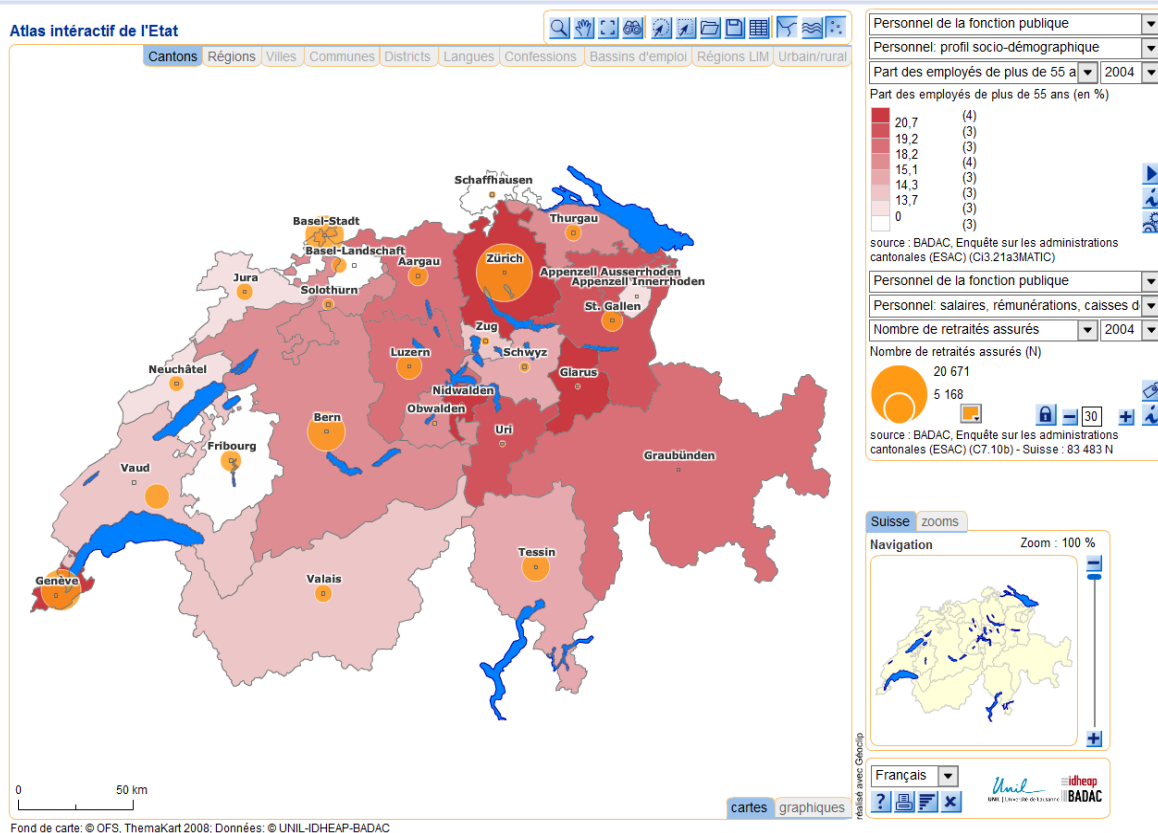 Atlas intéractif de l'Etat
Cantons Régions Villes Communes Districts Langues Confessions Bassins d'emploi Régions LIM Urbain/rural
Schaffhausen
Basel-Stadt
Thurgau
Basel-Landschaft
Zürich
Aargau
Appenzell Ausserrhoden
Jura
Appenzell Innerrhoden
Solothurn
St. Gallen
Zug
Luzern
Schwyz
Neuchâtel
Glarus
Nidwalden
Obwalden
Bern
Uri
Fribourg
Graubünden
Vaud
Tessin
Genève
Valais
0 50 km
cartes graphiques
Fond de carte: © OFS, ThemaKart 2008; Données: © UNIL-IDHEAP-BADAC
réalisé avec Géoclip
Personnel de la fonction publique
Personnel: profil socio-démographique
Part des employés de plus de 55 a 2004
Part des employés de plus de 55 ans (en %)
(4)
20,7
(3)
19,2
(3)
18,2
(4)
15,1
(3)
14,3
(3)
13,7
(3)
0
(3)
source : BADAC, Enquête sur les administrations
cantonales (ESAC) (Ci3.21a3MATIC)
Personnel de la fonction publique
Personnel: salaires, rémunérations, caisses d
Nombre de retraités assurés 2004
Nombre de retraités assurés (N)
20 671
5 168
30
source : BADAC, Enquête sur les administrations
cantonales (ESAC) (C7.10b) - Suisse : 83 483 N
Suisse zooms
Navigation Zoom : 100 %
Français
Unil
UNIL | Université de Lausanne
idheap
BADAC